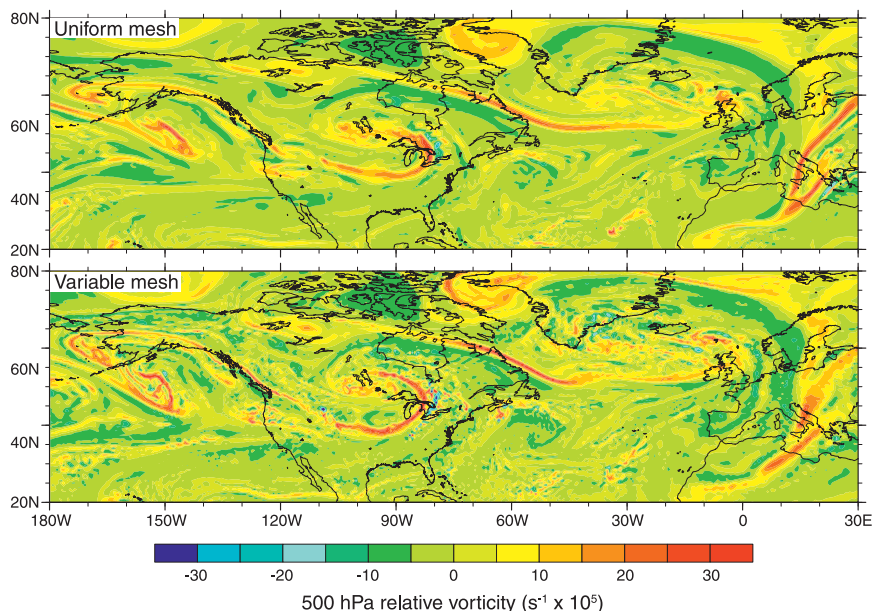 80N
Uniform mesh
60N
40N
20N
80N
Variable mesh
60N
40N
20N
180W 150W 120W 90W 60W 30W 0 30E
-30 -20 -10 0 10 20 30
500 hPa relative vorticity (s⁻¹ x 10⁵)